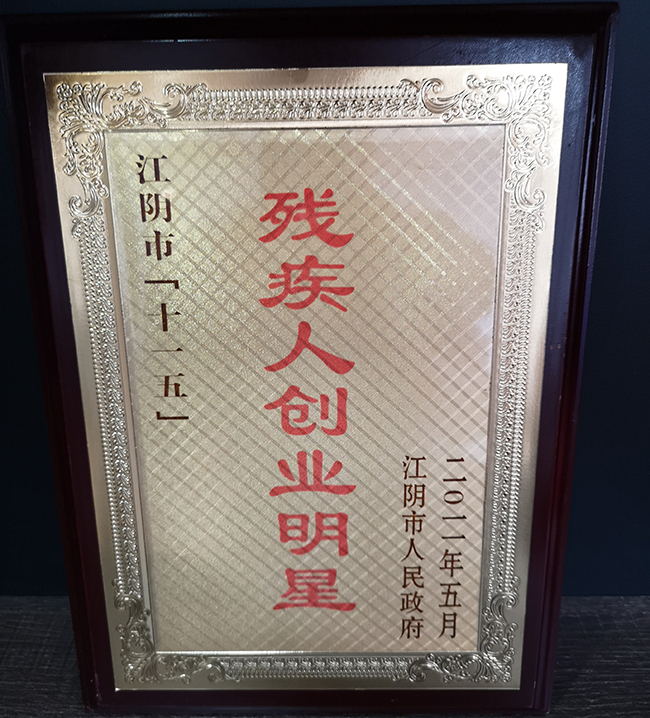 江阴市「十一五」
残疾人创业明星
江阴市人民政府
二〇一一年五月